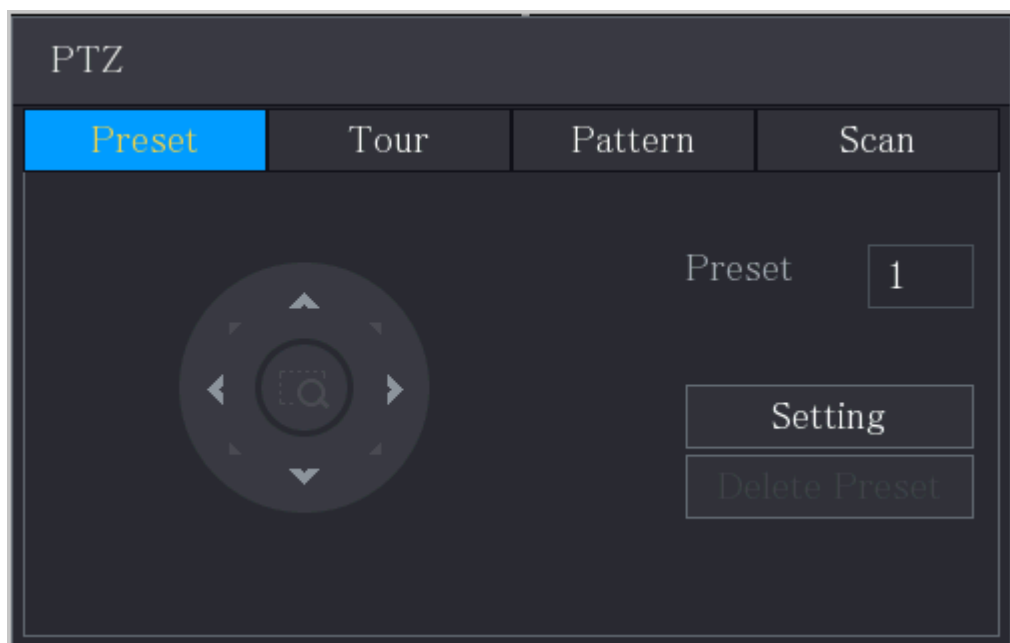 PTZ
Preset Tour Pattern Scan
Preset 1
Setting
Delete Preset